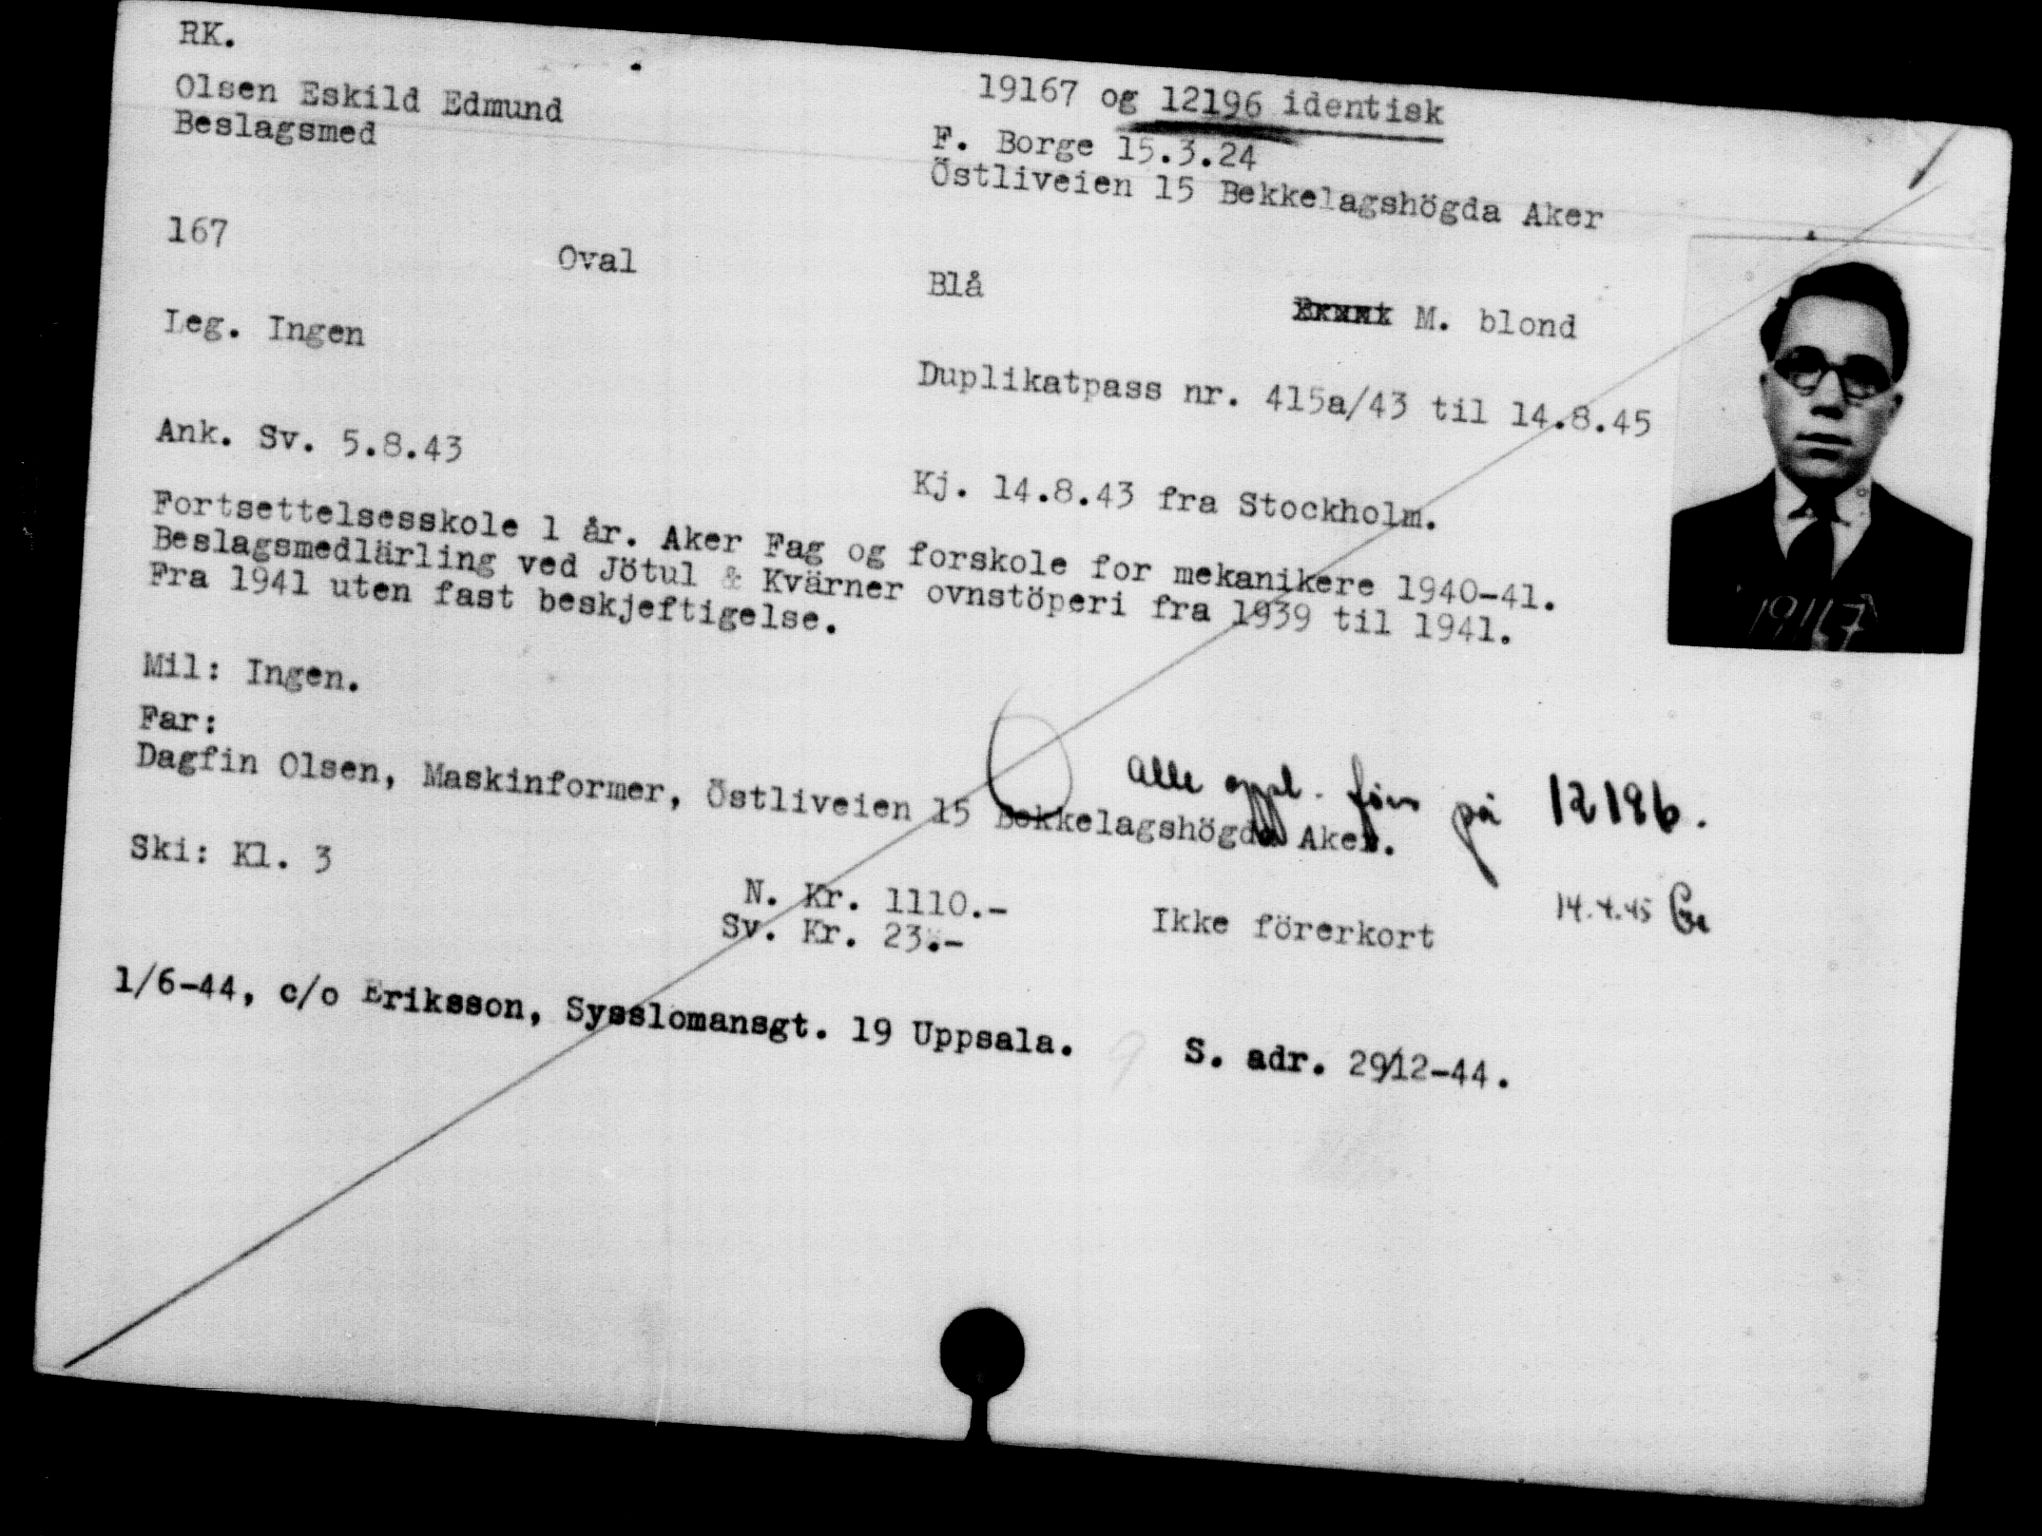 RK.
Olsen Eskild Edmund
Beslagsmed
19167 og 12196 identisk
F. Borge 15.3.24
Östliveien 15 Bekkelagshögda Aker
167
Oval
Blå
M. blond
Leg. Ingen
Duplikatpass nr. 415a/43 til 14.8.45
Ank. Sv. 5.8.43
Kj. 14.8.43 fra Stockholm.
Fortsettelsesskole 1 år. Aker Fag og forskole for mekanikere 1940-41.
Beslagsmedlärling ved Jötul & Kvärner ovnstöperi fra 1939 til 1941.
Fra 1941 uten fast beskjeftigelse.
19167
Mil: Ingen.
Far:
Dagfin Olsen, Maskinformer, Östliveien 15 Bekkelagshögda Aker.
Alle oppl. föres på 12196.
Ski: Kl. 3
N. Kr. 1110.-
Sv. Kr. 23.-
Ikke förerkort
14.4.45
1/6-44, c/o Eriksson, Sysslomansgt. 19 Uppsala. S. adr. 29/12-44.